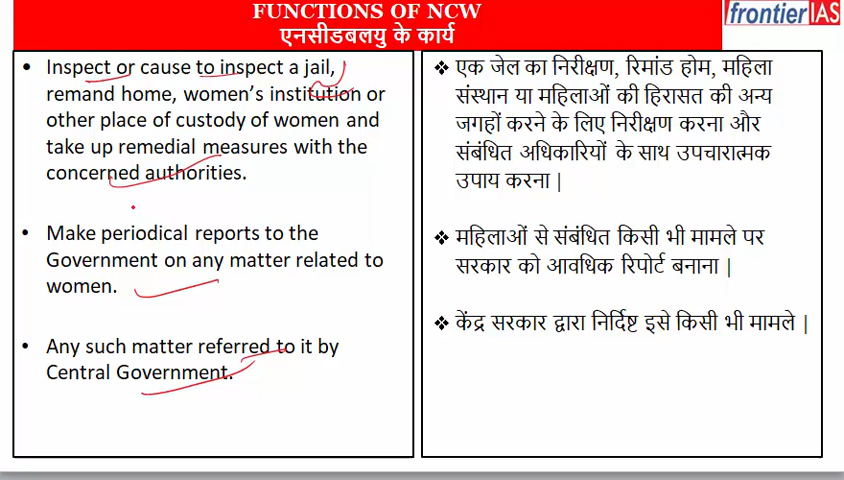 FUNCTIONS OF NCW
एनसीडबलयु के कार्य
frontier IAS
• Inspect or cause to inspect a jail,
remand home, women's institution or
other place of custody of women and
take up remedial measures with the
concerned authorities.
• Make periodical reports to the
Government on any matter related to
women.
• Any such matter referred to it by
Central Government.
❖ एक जेल का निरीक्षण, रिमांड होम, महिला
संस्थान या महिलाओं की हिरासत की अन्य
जगहों करने के लिए निरीक्षण करना और
संबंधित अधिकारियों के साथ उपचारात्मक
उपाय करना |
❖ महिलाओं से संबंधित किसी भी मामले पर
सरकार को आवधिक रिपोर्ट बनाना |
❖ केंद्र सरकार द्वारा निर्दिष्ट इसे किसी भी मामले |